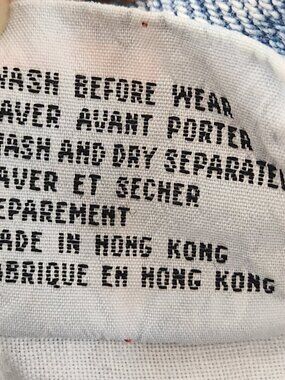 WASH BEFORE WEAR
AVER AVANT PORTER
WASH AND DRY SEPARATEL
AVER ET SECHER
EPAREMENT
ADE IN HONG KONG
ABRIQUE EN HONG KONG